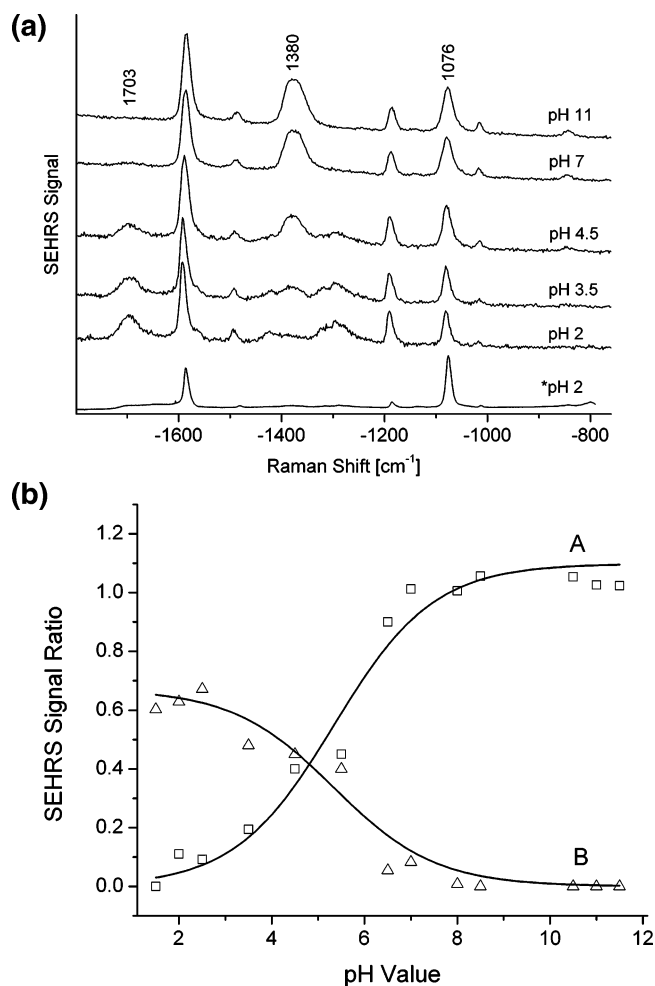 (a)
1703
1380
1076
pH 11
pH 7
pH 4.5
pH 3.5
pH 2
*pH 2
SEHRS Signal
-1600 -1400 -1200 -1000 -800
Raman Shift [cm⁻¹]
(b)
1.2
1.0
0.8
0.6
0.4
0.2
0.0
SEHRS Signal Ratio
A
B
2 4 6 8 10 12
pH Value